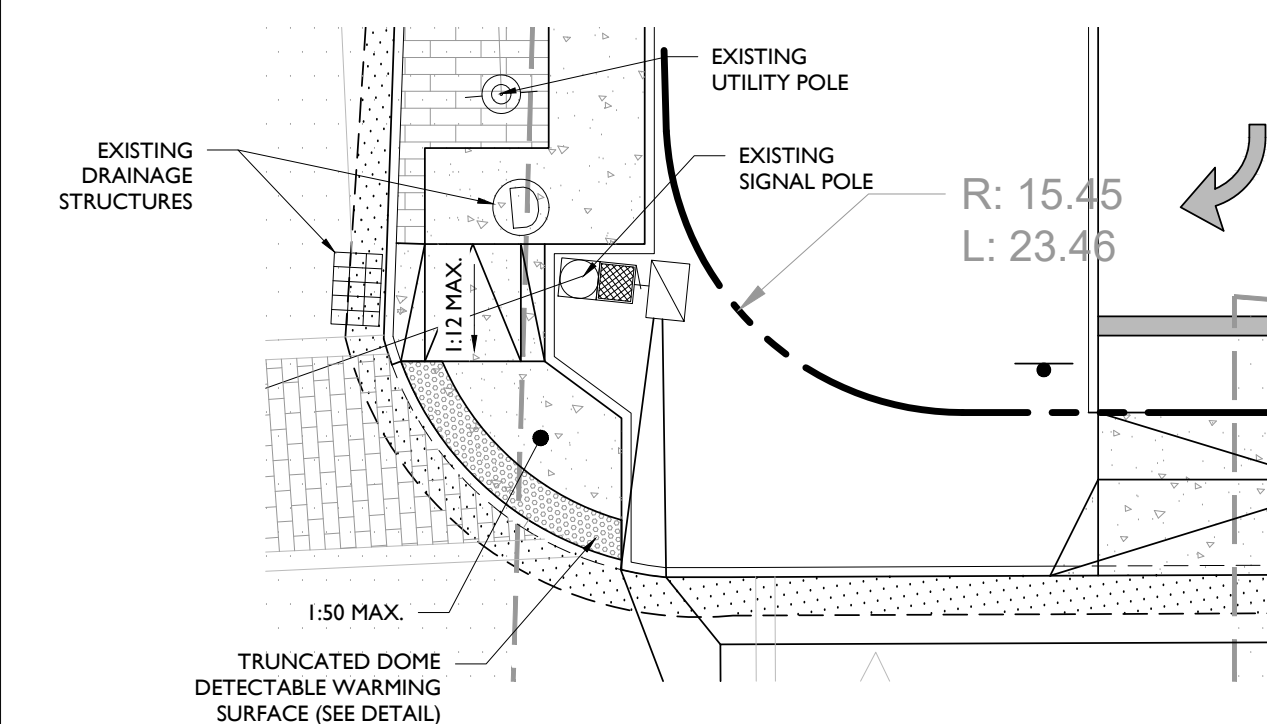 EXISTING
UTILITY POLE
EXISTING
DRAINAGE
STRUCTURES
EXISTING
SIGNAL POLE
R: 15.45
L: 23.46
1:12 MAX.
1:50 MAX.
TRUNCATED DOME
DETECTABLE WARMING
SURFACE (SEE DETAIL)